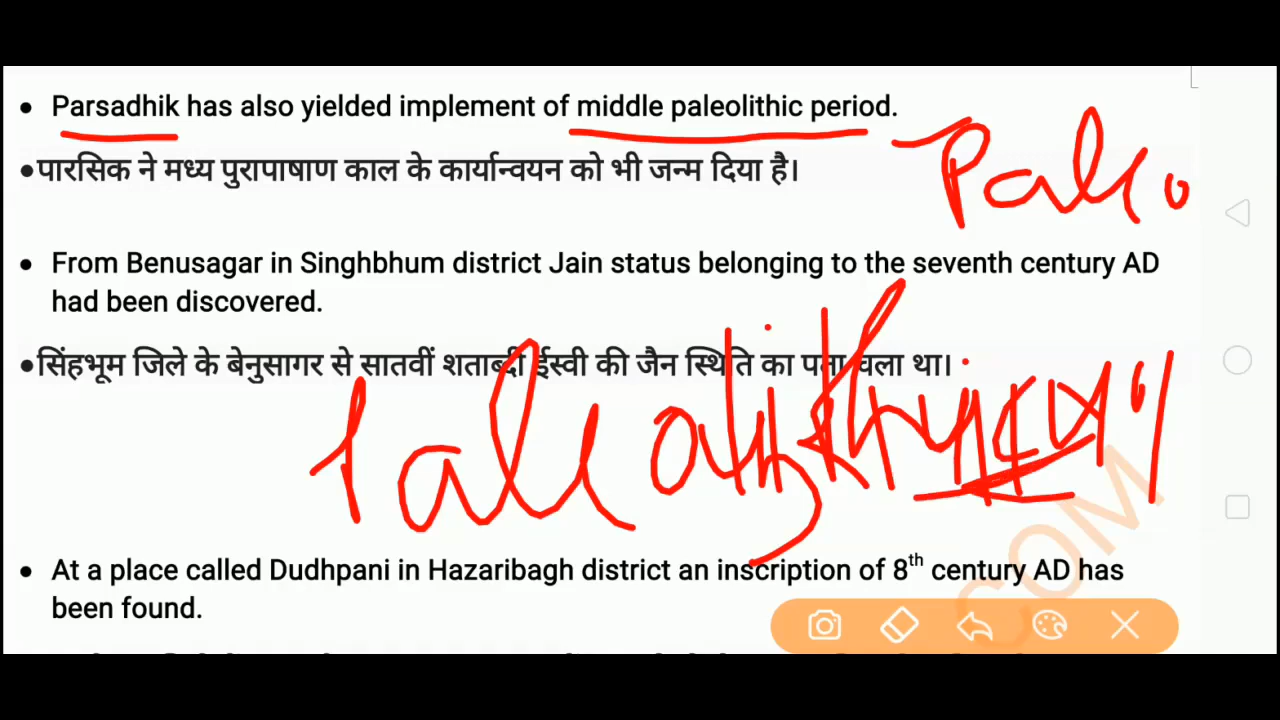 • Parsadhik has also yielded implement of middle paleolithic period.
Paleo
•पारसिक ने मध्य पुरापाषाण काल के कार्यान्वयन को भी जन्म दिया है।
• From Benusagar in Singhbhum district Jain status belonging to the seventh century AD
had been discovered.
•सिंहभूम जिले के बेनुसागर से सातवीं शताब्दी ईस्वी की जैन स्थिति का पता चला था।
• At a place called Dudhpani in Hazaribagh district an inscription of 8th century AD has
been found.
COM